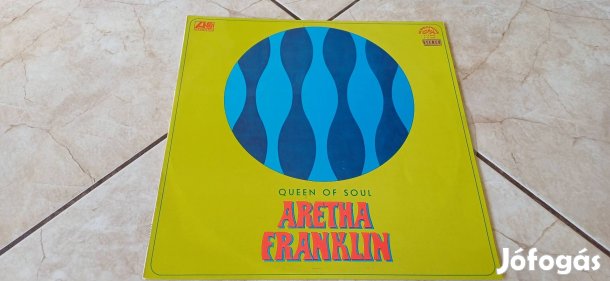 STEREO
QUEEN OF SOUL
ARETHA
FRANKLIN
Jófogás